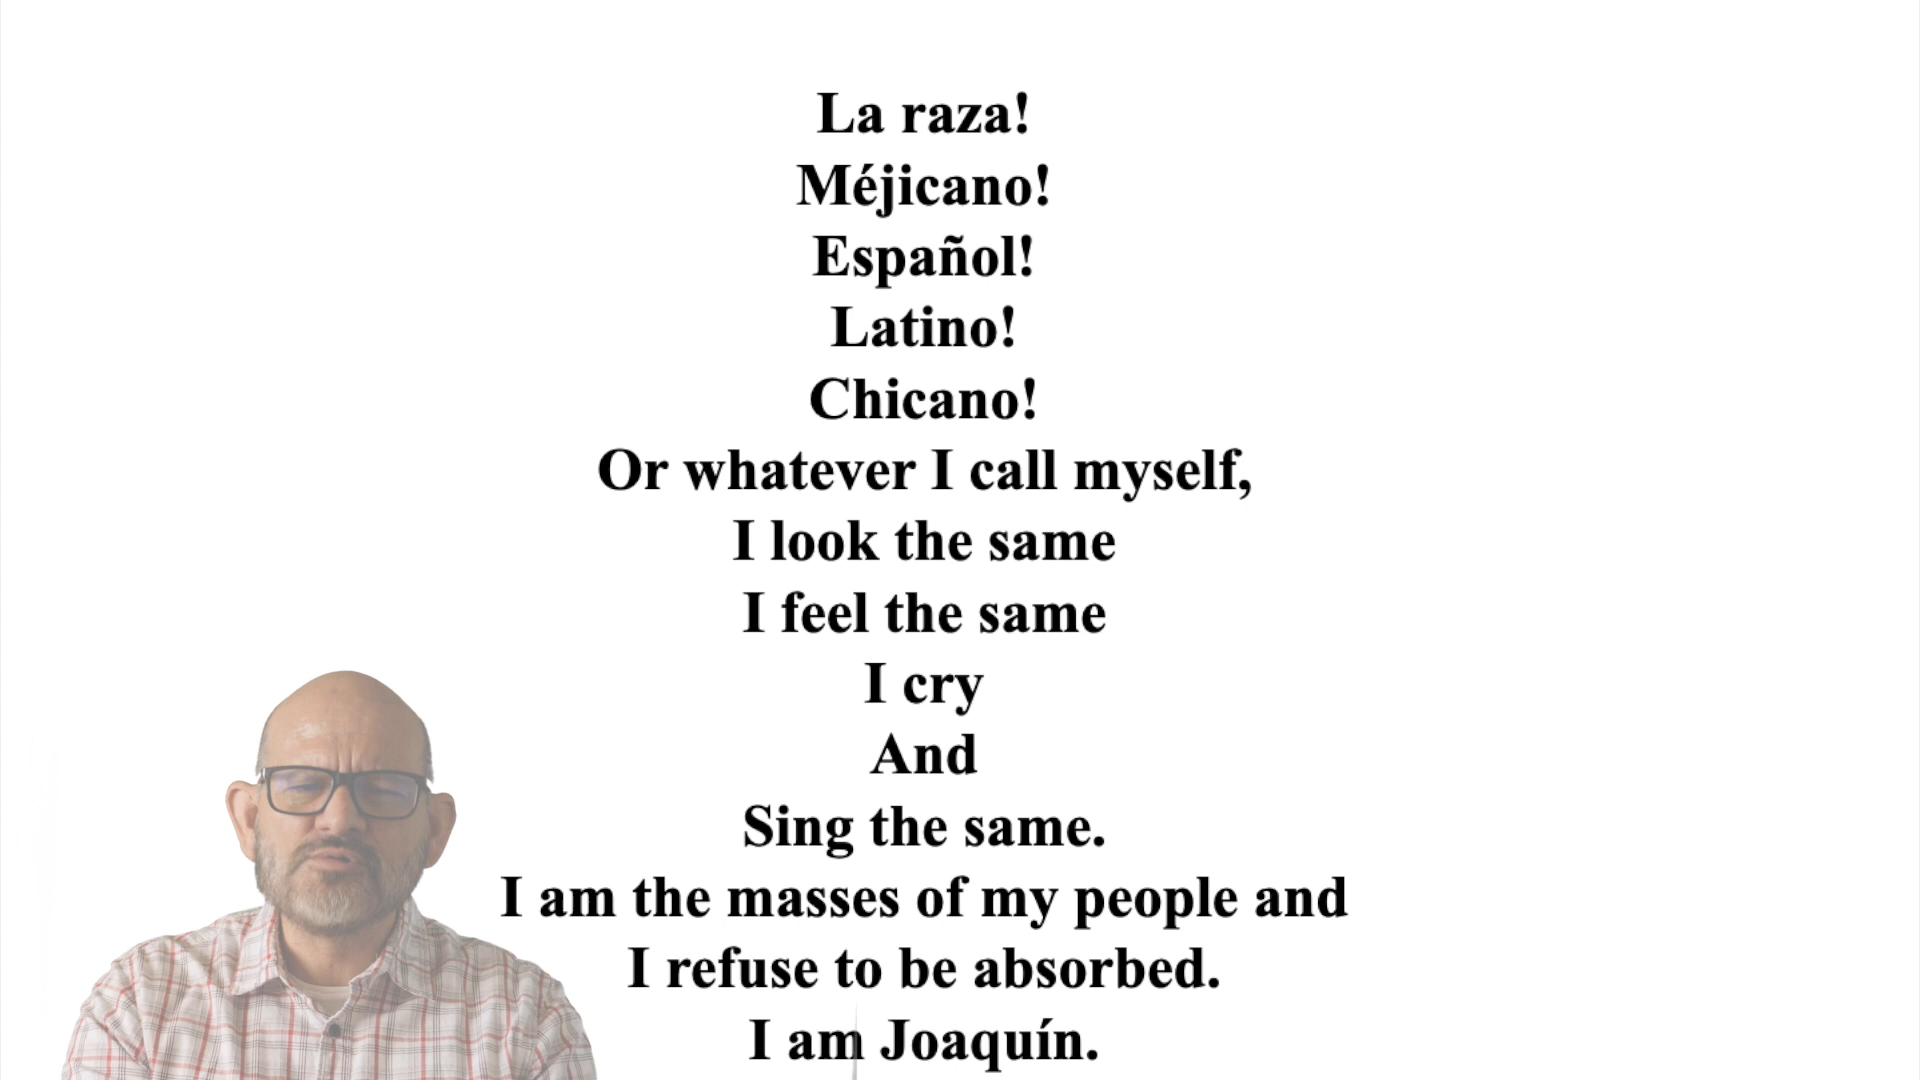 La raza!
Méjicano!
Español!
Latino!
Chicano!
Or whatever I call myself,
I look the same
I feel the same
I cry
And
Sing the same.
I am the masses of my people and
I refuse to be absorbed.
I am Joaquín.